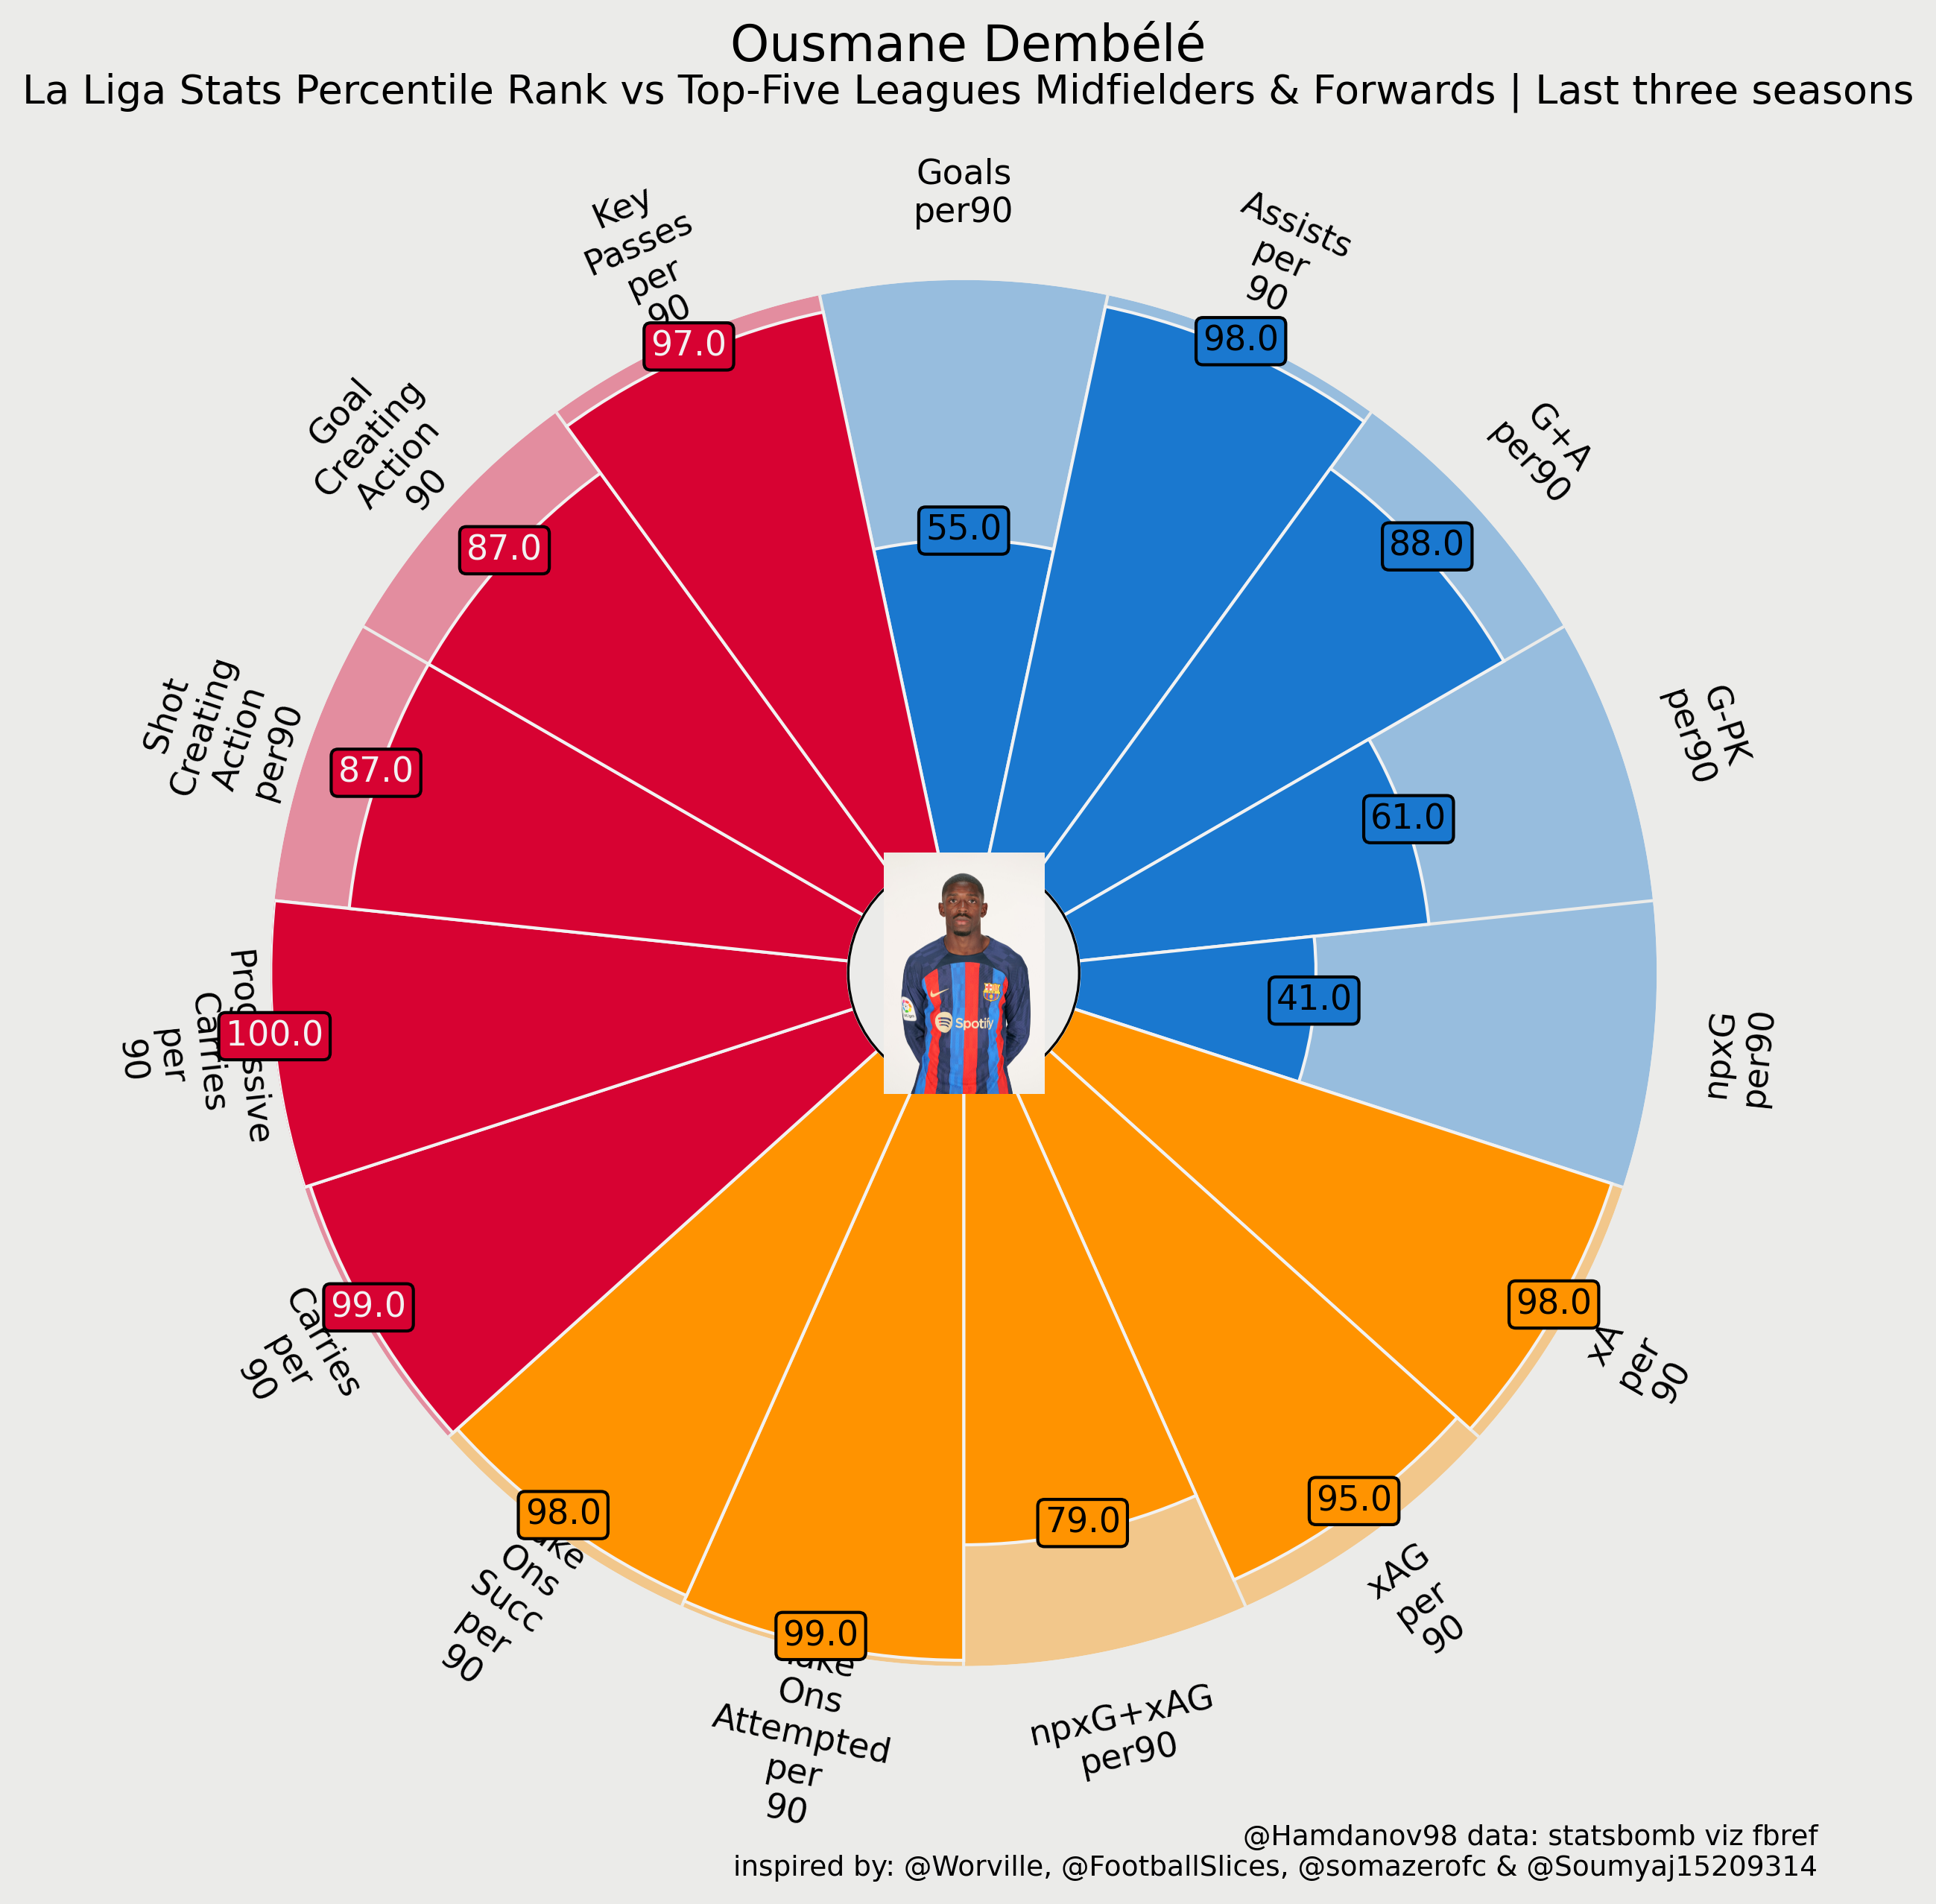 Ousmane Dembélé
La Liga Stats Percentile Rank vs Top-Five Leagues Midfielders & Forwards | Last three seasons
Goals
per90
55.0
Assists
per
90
98.0
G+A
per90
88.0
G-PK
per90
61.0
npxG
per90
41.0
xA
per
90
98.0
xAG
per
90
95.0
npxG+xAG
per90
79.0
Ons
Attempted
per
90
99.0
Ons
Succ
per
90
98.0
Carries
per
90
99.0
Progressive
Carries
per
90
100.0
Shot
Creating
Action
per90
87.0
Goal
Creating
Action
90
87.0
Key
Passes
per
90
97.0
Spotify
@Hamdanov98 data: statsbomb viz fbref
inspired by: @Worville, @FootballSlices, @somazerofc & @Soumyaj15209314